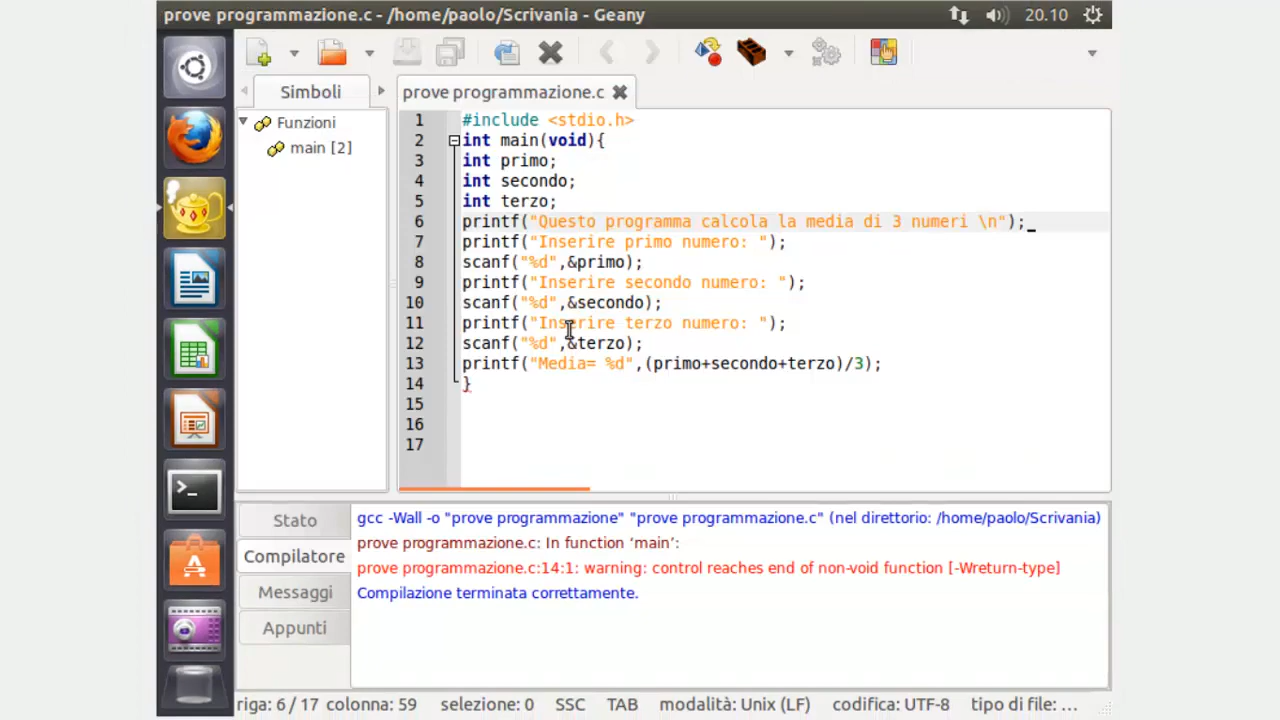 prove programmazione.c - /home/paolo/Scrivania - Geany
20.10
Simboli
prove programmazione.c
Funzioni
main [2]
1 #include <stdio.h>
2 int main(void){
3 int primo;
4 int secondo;
5 int terzo;
6 printf("Questo programma calcola la media di 3 numeri \n");
7 printf("Inserire primo numero: ");
8 scanf("%d",&primo);
9 printf("Inserire secondo numero: ");
10 scanf("%d",&secondo);
11 printf("Inserire terzo numero: ");
12 scanf("%d",&terzo);
13 printf("Media= %d",(primo+secondo+terzo)/3);
14 }
15
16
17
Stato
Compilatore
Messaggi
Appunti
gcc -Wall -o "prove programmazione" "prove programmazione.c" (nel direttorio: /home/paolo/Scrivania)
prove programmazione.c: In function ‘main’:
prove programmazione.c:14:1: warning: control reaches end of non-void function [-Wreturn-type]
Compilazione terminata correttamente.
riga: 6 / 17 colonna: 59 selezione: 0 SSC TAB modalità: Unix (LF) codifica: UTF-8 tipo di file: ...